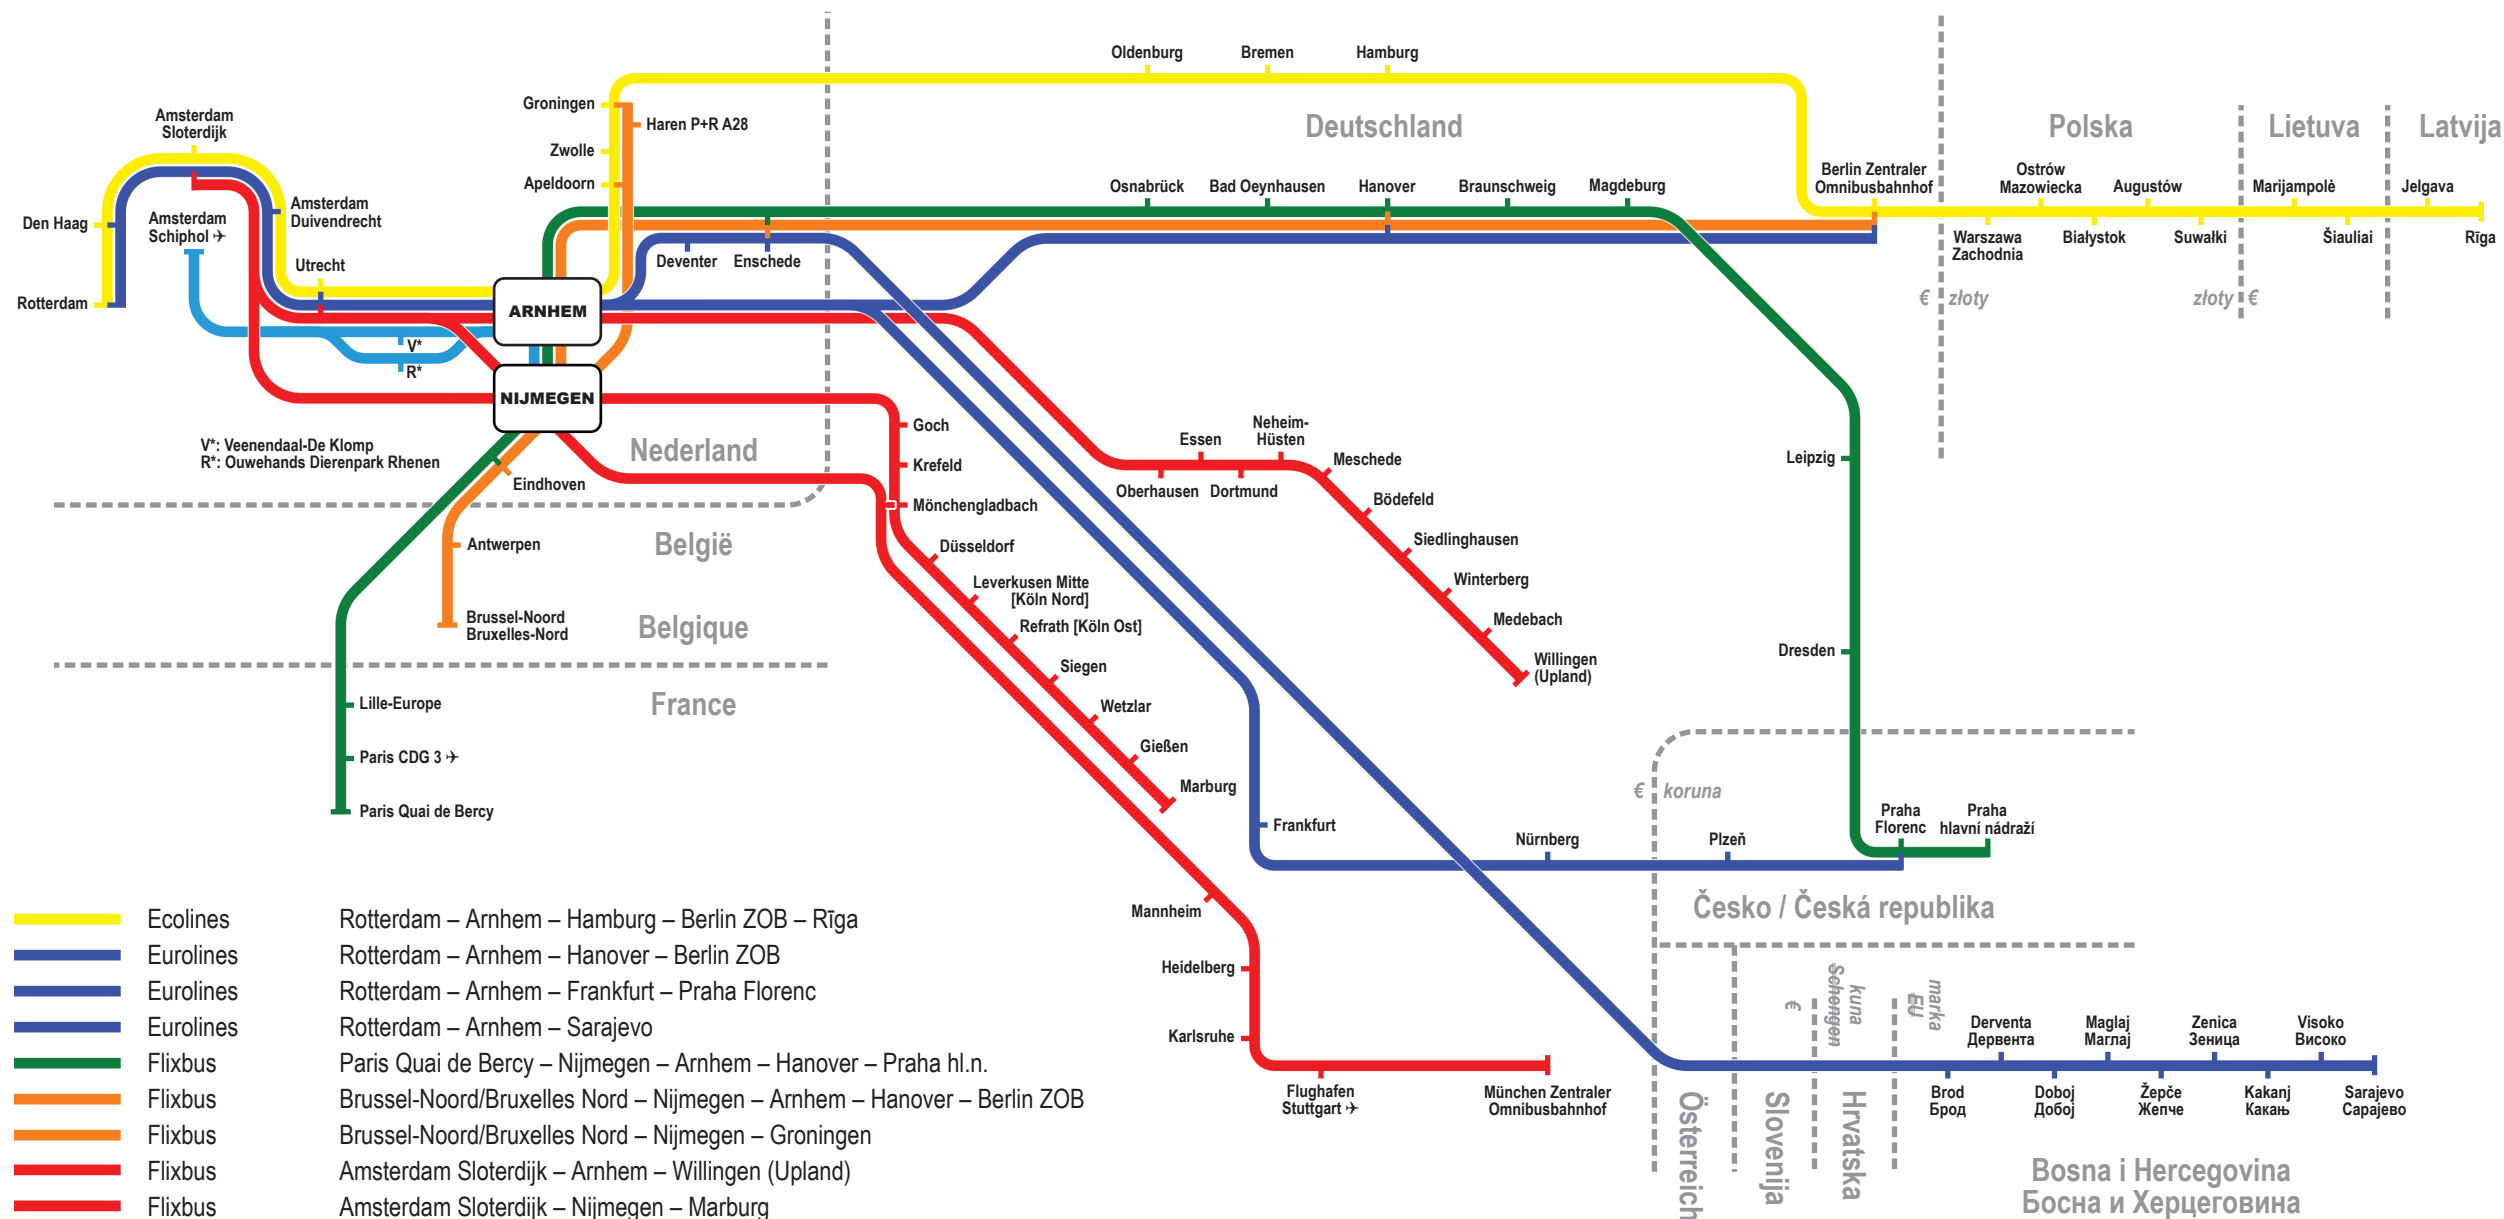 Oldenburg
Bremen
Hamburg
Groningen
Haren P+R A28
Amsterdam
Sloterdijk
Zwolle
Apeldoorn
Deutschland
Polska
Lietuva
Latvija
Den Haag
Amsterdam
Schiphol ✈
Amsterdam
Duivendrecht
Osnabrück
Bad Oeynhausen
Hanover
Braunschweig
Magdeburg
Berlin Zentraler
Omnibusbahnhof
Ostrów
Mazowiecka
Augustów
Marijampolė
Jelgava
Warszawa
Zachodnia
Białystok
Suwałki
Šiauliai
Rīga
Utrecht
Deventer
Enschede
Rotterdam
ARNHEM
€ złoty
złoty €
V*
R*
NIJMEGEN
V*: Veenendaal-De Klomp
R*: Ouwehands Dierenpark Rhenen
Nederland
Eindhoven
Goch
Krefeld
Mönchengladbach
Essen
Neheim-
Hüsten
Oberhausen
Dortmund
Meschede
Bödefeld
Siedlinghausen
Winterberg
Medebach
Willingen
(Upland)
Leipzig
Dresden
Antwerpen
België
Brussel-Noord
Bruxelles-Nord
Belgique
Düsseldorf
Leverkusen Mitte
[Köln Nord]
Refrath [Köln Ost]
Siegen
Wetzlar
Gießen
Marburg
Lille-Europe
France
Paris CDG 3 ✈
Paris Quai de Bercy
Frankfurt
Nürnberg
Plzeň
€ koruna
Praha
Florenc
Praha
hlavní nádraží
Česko / Česká republika
Mannheim
Heidelberg
Karlsruhe
Flughafen
Stuttgart ✈
München Zentraler
Omnibusbahnhof
€
Schengen
kuna
EU
marka
Österreich
Slovenija
Hrvatska
Derventa
Дервента
Maglaj
Маглај
Zenica
Зеница
Visoko
Високо
Brod
Брод
Doboj
Добој
Žepče
Жепче
Kakanj
Какањ
Sarajevo
Сарајево
Bosna i Hercegovina
Босна и Херцеговина
Ecolines Rotterdam – Arnhem – Hamburg – Berlin ZOB – Rīga
Eurolines Rotterdam – Arnhem – Hanover – Berlin ZOB
Eurolines Rotterdam – Arnhem – Frankfurt – Praha Florenc
Eurolines Rotterdam – Arnhem – Sarajevo
Flixbus Paris Quai de Bercy – Nijmegen – Arnhem – Hanover – Praha hl.n.
Flixbus Brussel-Noord/Bruxelles Nord – Nijmegen – Arnhem – Hanover – Berlin ZOB
Flixbus Brussel-Noord/Bruxelles Nord – Nijmegen – Groningen
Flixbus Amsterdam Sloterdijk – Arnhem – Willingen (Upland)
Flixbus Amsterdam Sloterdijk – Nijmegen – Marburg